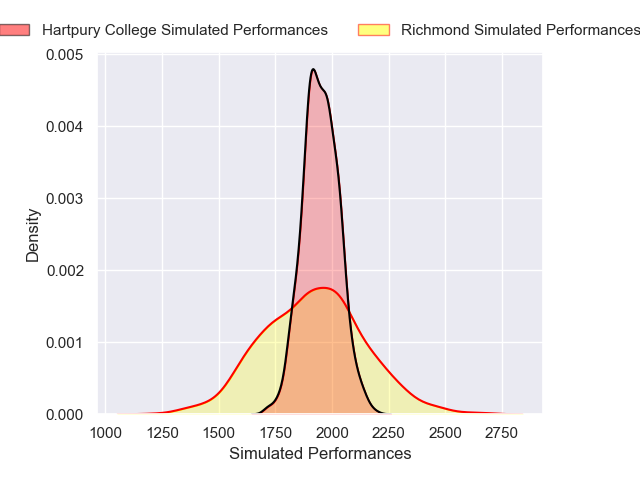 Hartpury College Simulated Performances Richmond Simulated Performances
0.005
0.004
0.003
0.002
0.001
0.000
Density
1000 1250 1500 1750 2000 2250 2500 2750
Simulated Performances